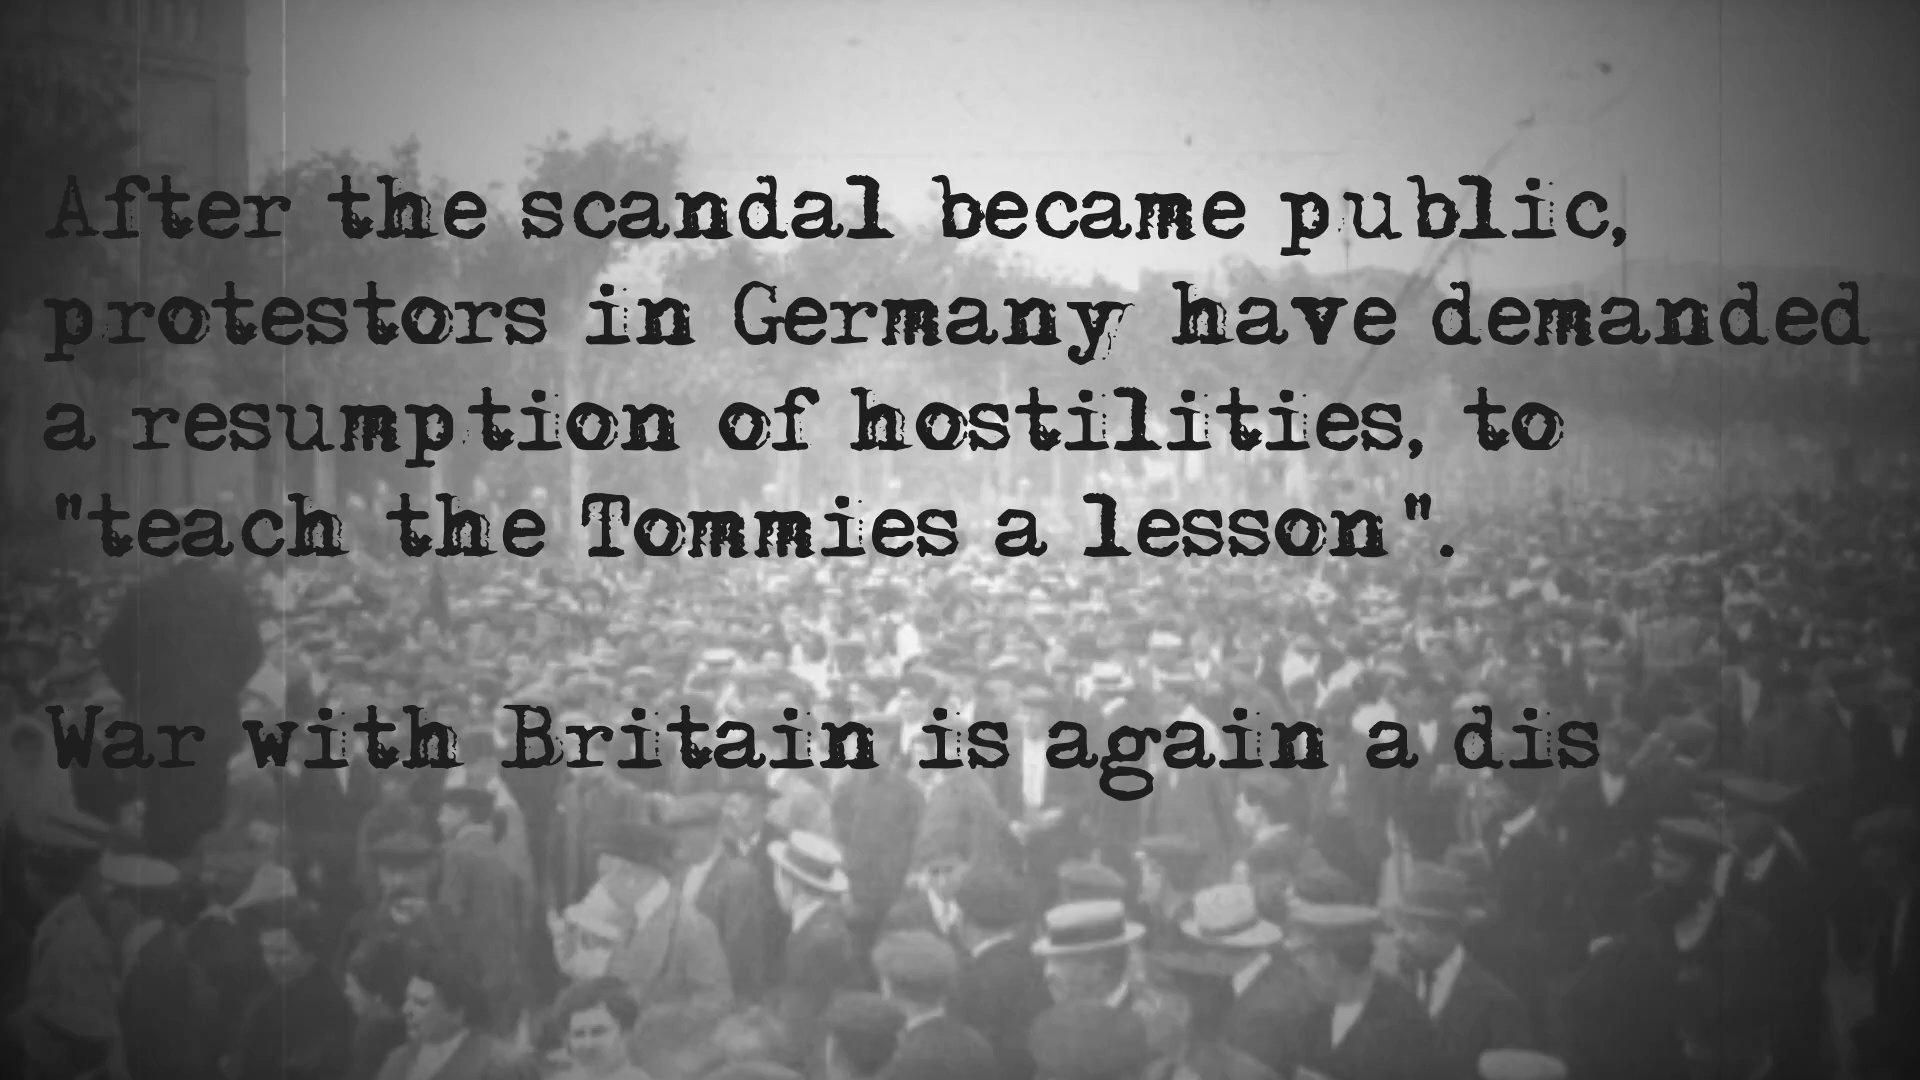 After the scandal became public,
protestors in Germany have demanded
a resumption of hostilities, to
"teach the Tommies a lesson".
War with Britain is again a dis